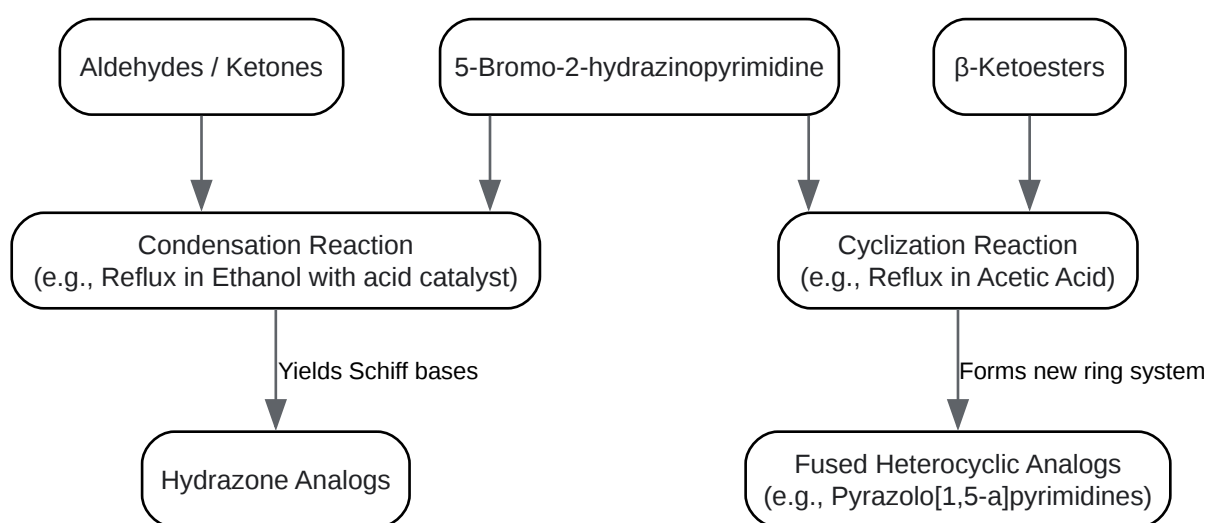 Aldehydes / Ketones
5-Bromo-2-hydrazinopyrimidine
β-Ketoesters
Condensation Reaction
(e.g., Reflux in Ethanol with acid catalyst)
Cyclization Reaction
(e.g., Reflux in Acetic Acid)
Yields Schiff bases
Forms new ring system
Hydrazone Analogs
Fused Heterocyclic Analogs
(e.g., Pyrazolo[1,5-a]pyrimidines)